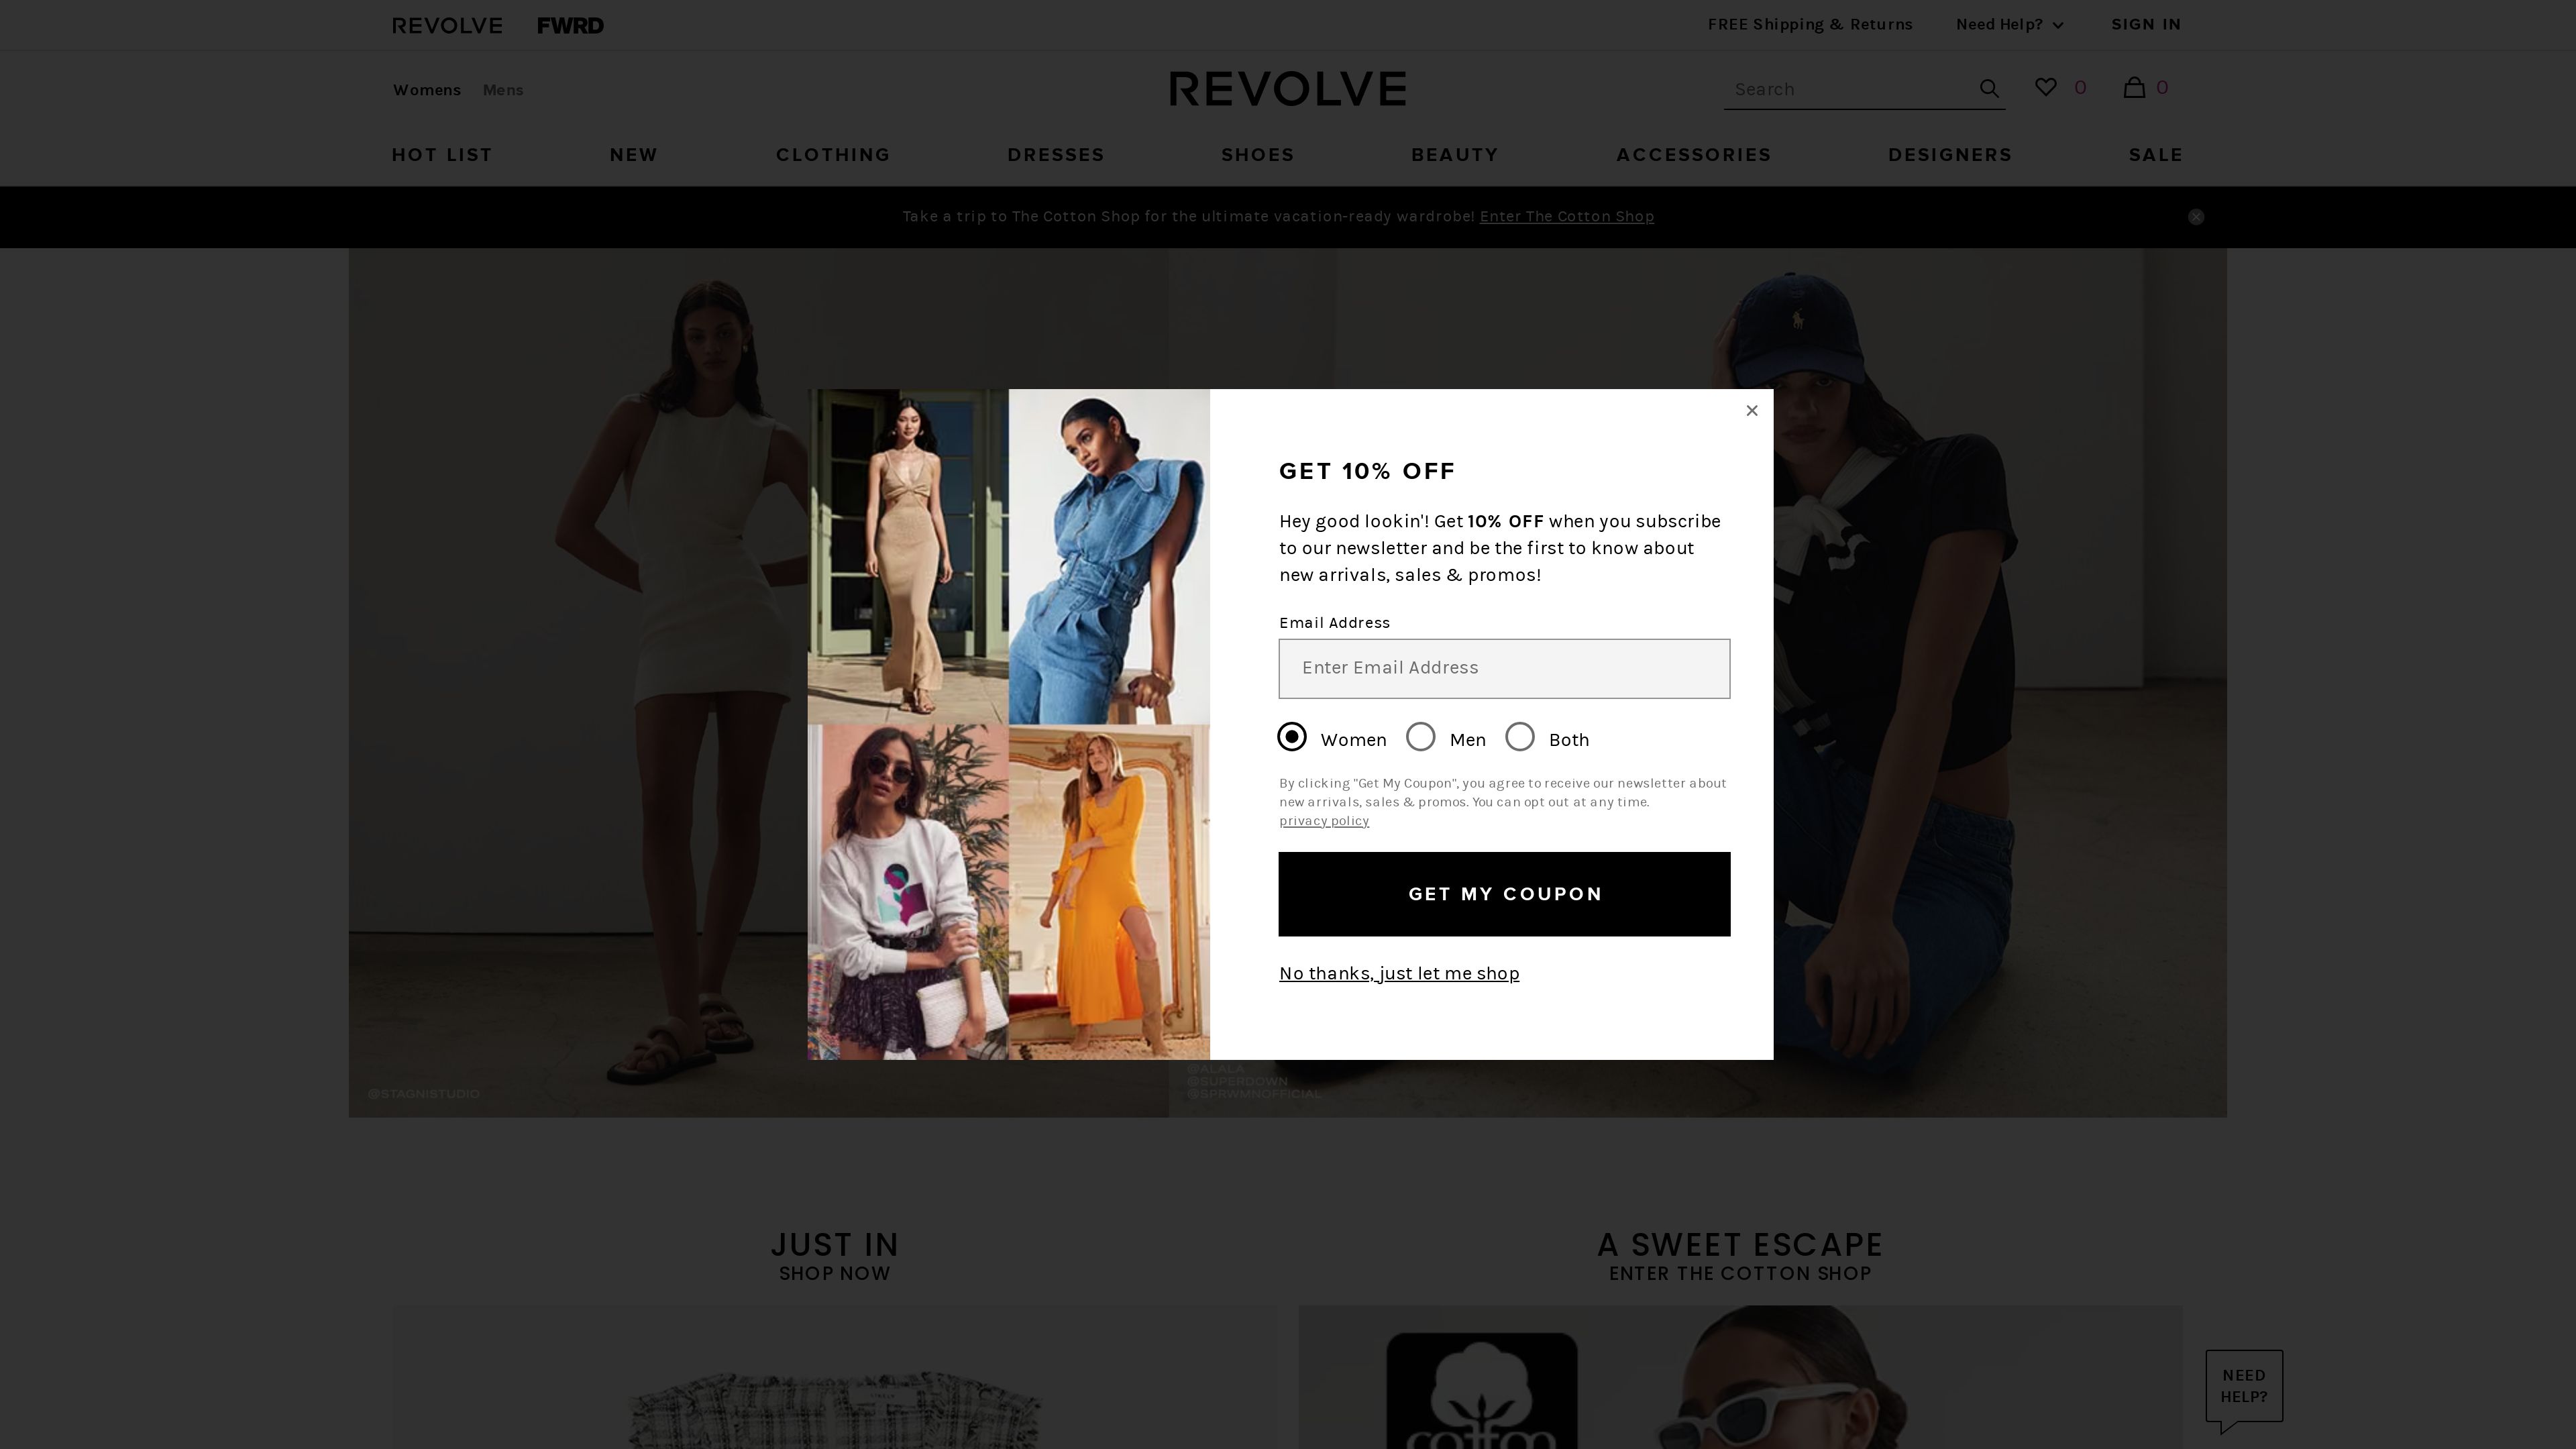 REVOLVE FWRD FREE Shipping & Returns Need Help? SIGN IN
Womens Mens REVOLVE Search 0 0
HOT LIST NEW CLOTHING DRESSES SHOES BEAUTY ACCESSORIES DESIGNERS SALE
Take a trip to The Cotton Shop for the ultimate vacation-ready wardrobe! Enter The Cotton Shop
GET 10% OFF
Hey good lookin'! Get 10% OFF when you subscribe
to our newsletter and be the first to know about
new arrivals, sales & promos!
Email Address
Enter Email Address
Women Men Both
By clicking "Get My Coupon", you agree to receive our newsletter about
new arrivals, sales & promos. You can opt out at any time.
privacy policy
GET MY COUPON
No thanks, just let me shop
@STAGNISTUDIO
@ALALA
@SUPERDOWN
@SPRWMNOFFICIAL
JUST IN
SHOP NOW
A SWEET ESCAPE
ENTER THE COTTON SHOP
cotton
NEED
HELP?